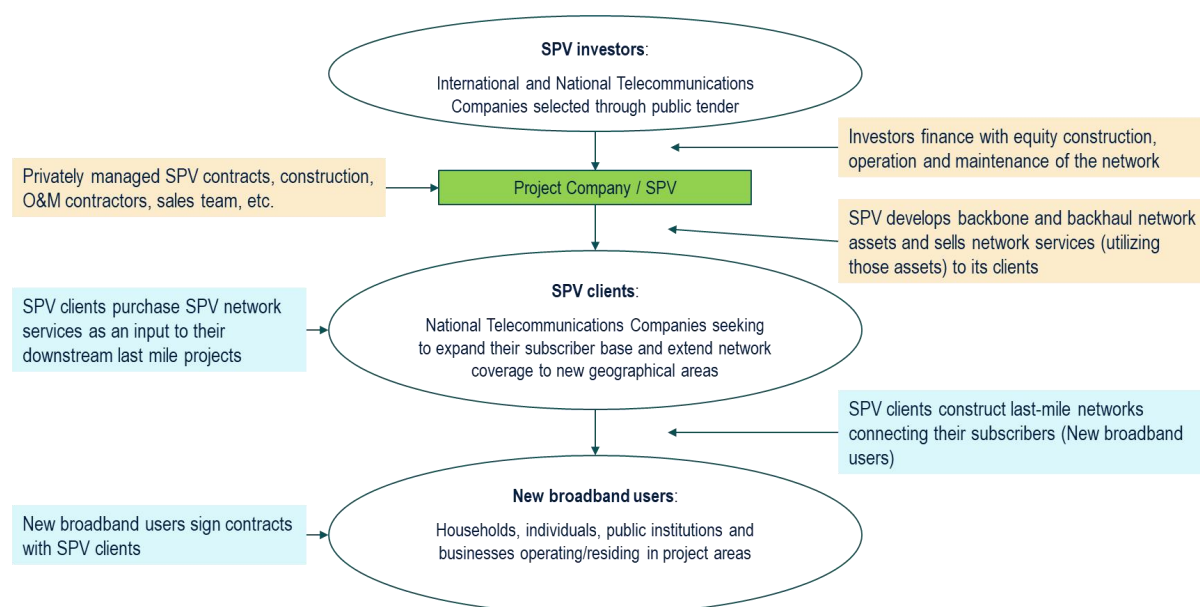 SPV investors:
International and National Telecommunications
Companies selected through public tender
Investors finance with equity construction,
operation and maintenance of the network
Privately managed SPV contracts, construction,
O&M contractors, sales team, etc.
Project Company / SPV
SPV develops backbone and backhaul network
assets and sells network services (utilizing
those assets) to its clients
SPV clients purchase SPV network
services as an input to their
downstream last mile projects
SPV clients:
National Telecommunications Companies seeking
to expand their subscriber base and extend network
coverage to new geographical areas
SPV clients construct last-mile networks
connecting their subscribers (New broadband
users)
New broadband users sign contracts
with SPV clients
New broadband users:
Households, individuals, public institutions and
businesses operating/residing in project areas